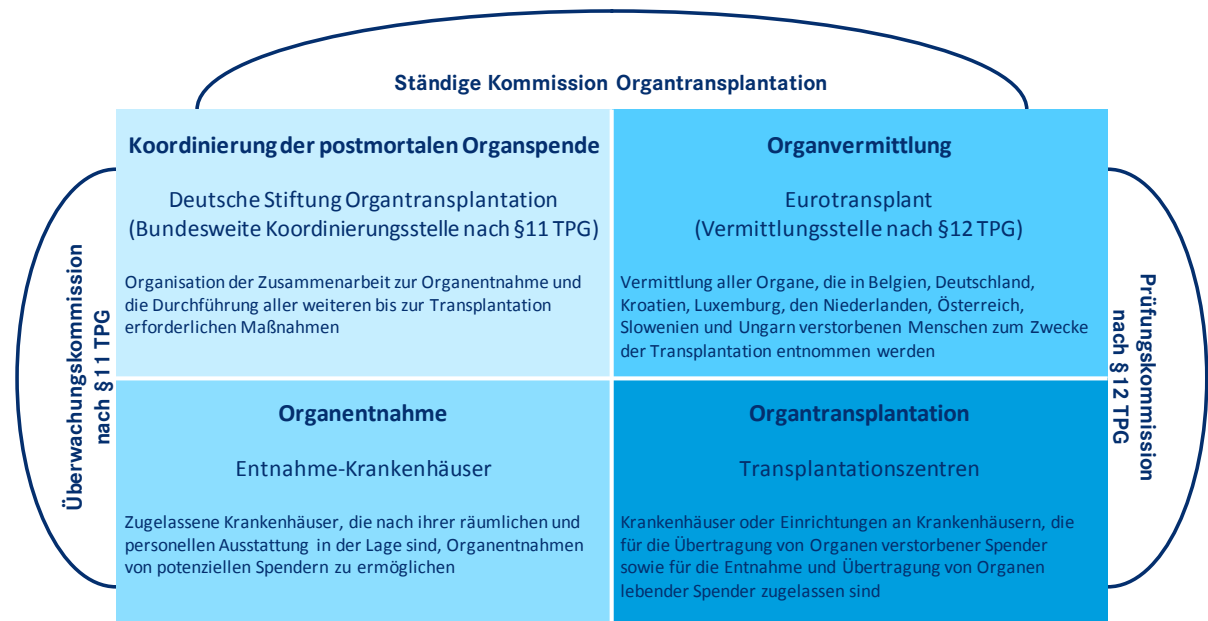 Ständige Kommission Organtransplantation
Koordinierung der postmortalen Organspende
Deutsche Stiftung Organtransplantation
(Bundesweite Koordinierungsstelle nach §11 TPG)
Organisation der Zusammenarbeit zur Organentnahme und
die Durchführung aller weiteren bis zur Transplantation
erforderlichen Maßnahmen
Organvermittlung
Eurotransplant
(Vermittlungsstelle nach §12 TPG)
Vermittlung aller Organe, die in Belgien, Deutschland,
Kroatien, Luxemburg, den Niederlanden, Österreich,
Slowenien und Ungarn verstorbenen Menschen zum Zwecke
der Transplantation entnommen werden
Überwachungskommission
nach §11 TPG
Prüfungskommission
nach §12 TPG
Organentnahme
Entnahme-Krankenhäuser
Zugelassene Krankenhäuser, die nach ihrer räumlichen und
personellen Ausstattung in der Lage sind, Organentnahmen
von potenziellen Spendern zu ermöglichen
Organtransplantation
Transplantationszentren
Krankenhäuser oder Einrichtungen an Krankenhäusern, die
für die Übertragung von Organen verstorbener Spender
sowie für die Entnahme und Übertragung von Organen
lebender Spender zugelassen sind